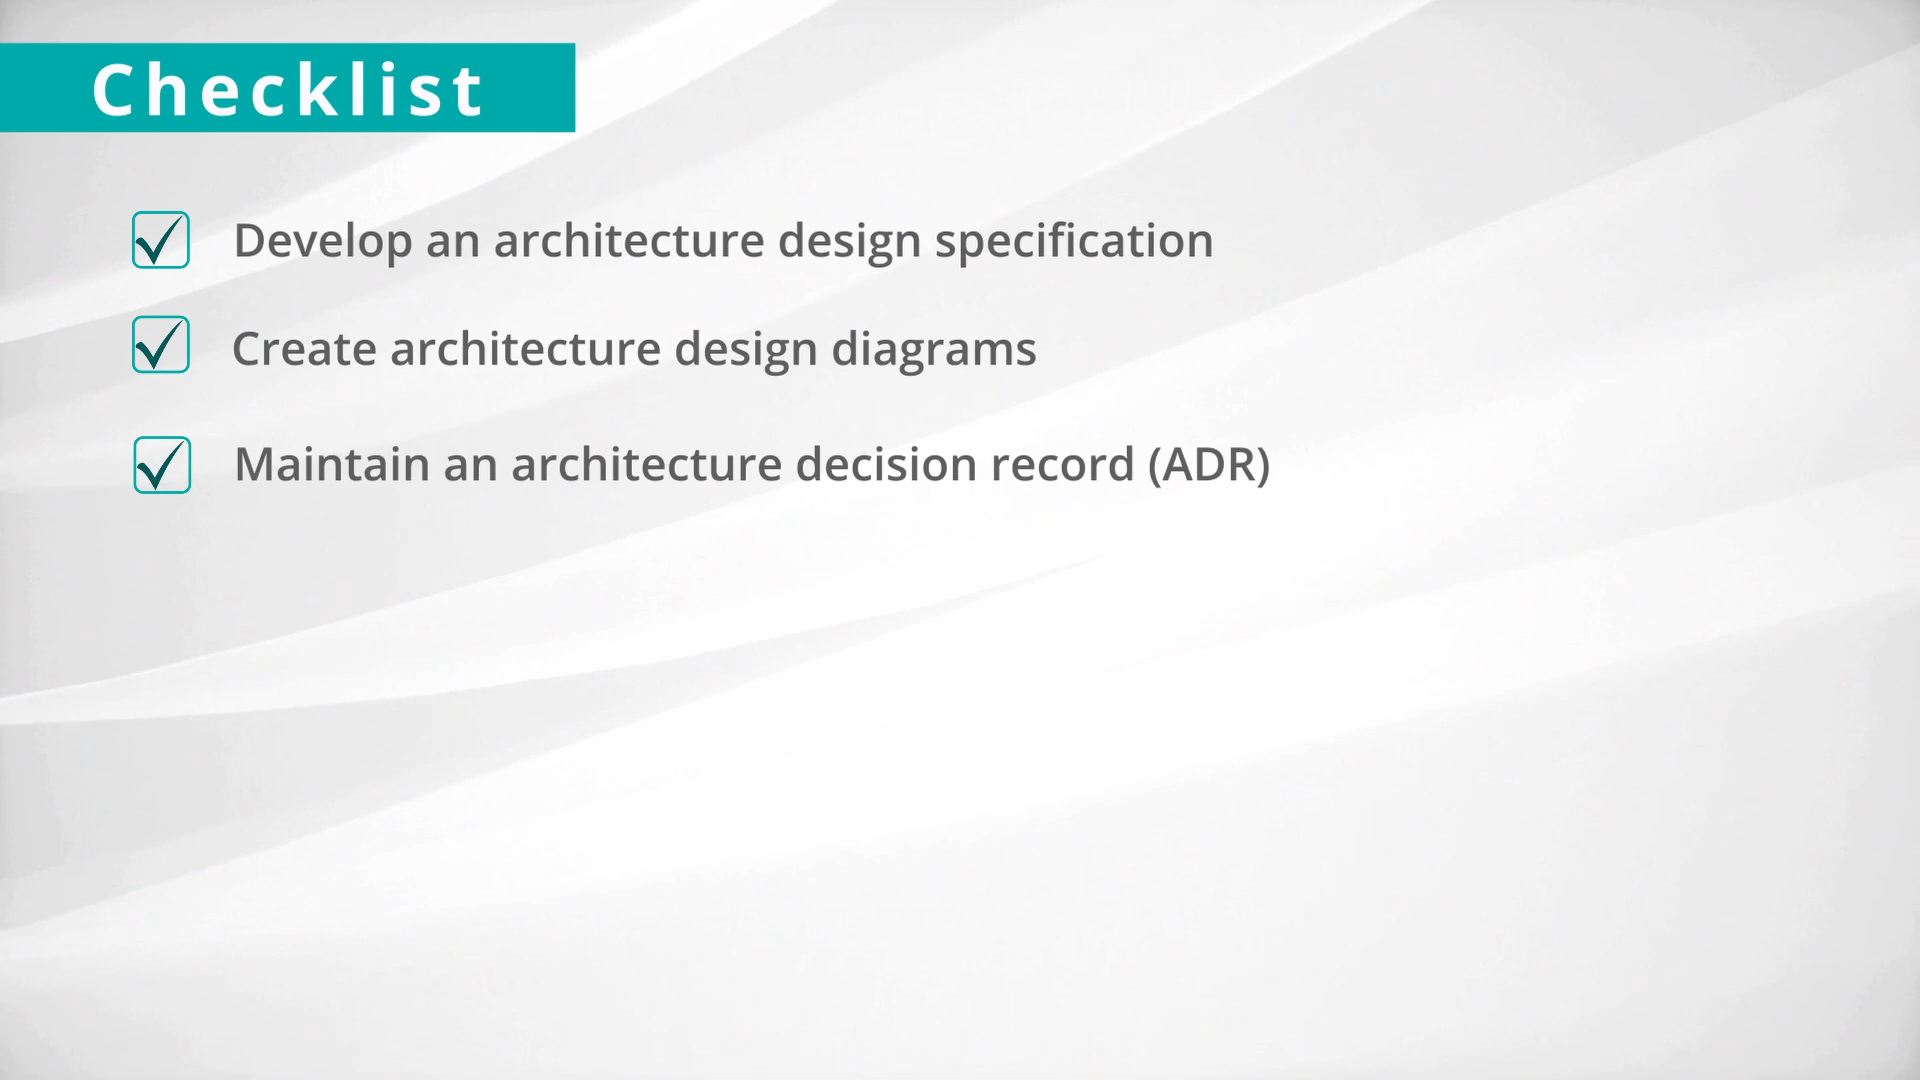 Checklist
Develop an architecture design specification
Create architecture design diagrams
Maintain an architecture decision record (ADR)